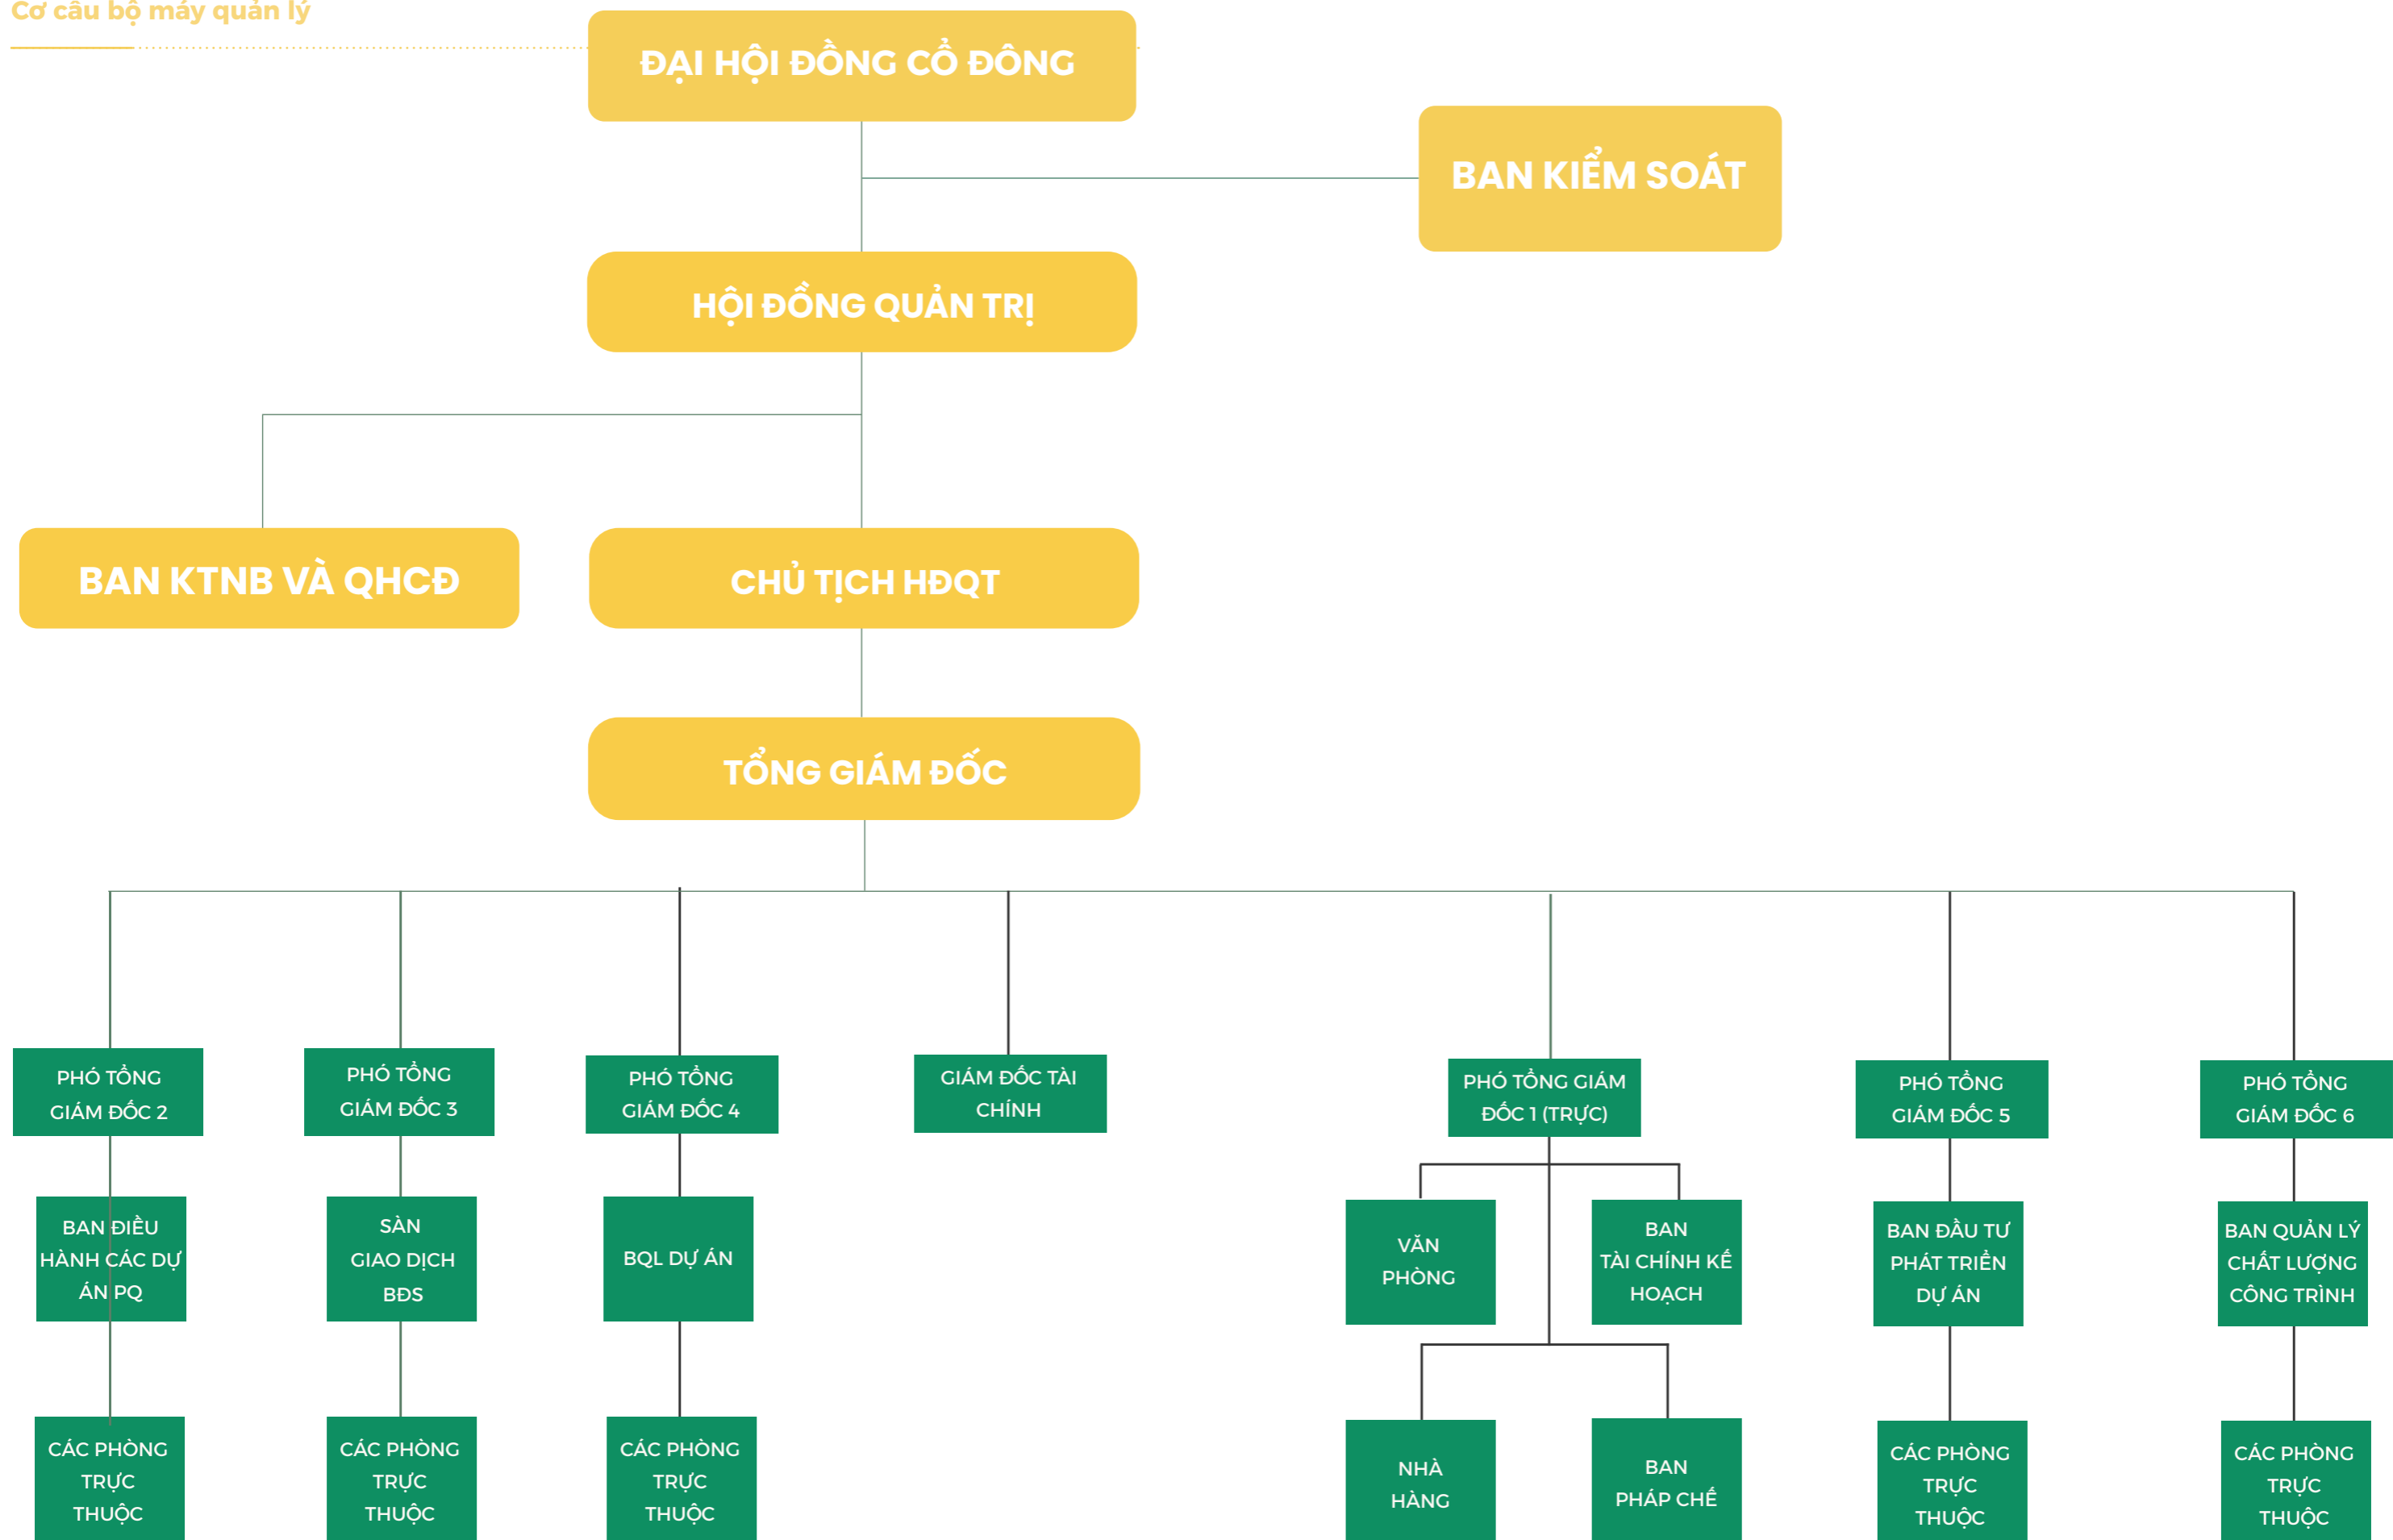 Cơ cấu bộ máy quản lý
ĐẠI HỘI ĐỒNG CỔ ĐÔNG
BAN KIỂM SOÁT
HỘI ĐỒNG QUẢN TRỊ
BAN KTNB VÀ QHCĐ
CHỦ TỊCH HĐQT
TỔNG GIÁM ĐỐC
PHÓ TỔNG
GIÁM ĐỐC 2
PHÓ TỔNG
GIÁM ĐỐC 3
PHÓ TỔNG
GIÁM ĐỐC 4
GIÁM ĐỐC TÀI
CHÍNH
PHÓ TỔNG GIÁM
ĐỐC 1 (TRỰC)
PHÓ TỔNG
GIÁM ĐỐC 5
PHÓ TỔNG
GIÁM ĐỐC 6
BAN ĐIỀU
HÀNH CÁC DỰ
ÁN PQ
SÀN
GIAO DỊCH
BĐS
BQL DỰ ÁN
VĂN
PHÒNG
BAN
TÀI CHÍNH KẾ
HOẠCH
BAN ĐẦU TƯ
PHÁT TRIỂN
DỰ ÁN
BAN QUẢN LÝ
CHẤT LƯỢNG
CÔNG TRÌNH
CÁC PHÒNG
TRỰC
THUỘC
CÁC PHÒNG
TRỰC
THUỘC
CÁC PHÒNG
TRỰC
THUỘC
NHÀ
HÀNG
BAN
PHÁP CHẾ
CÁC PHÒNG
TRỰC
THUỘC
CÁC PHÒNG
TRỰC
THUỘC